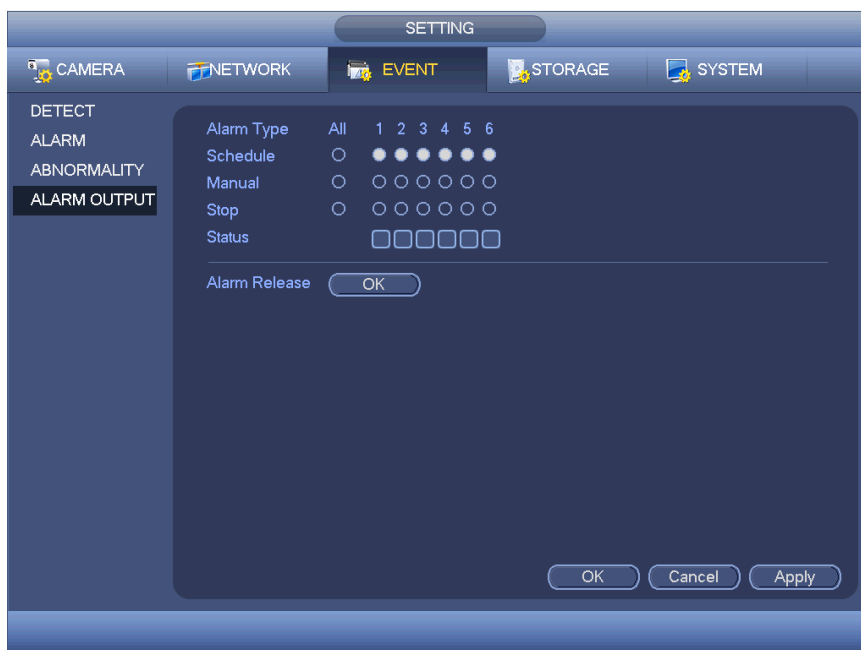 SETTING
CAMERA NETWORK EVENT STORAGE SYSTEM
DETECT
ALARM
ABNORMALITY
ALARM OUTPUT
Alarm Type All 1 2 3 4 5 6
Schedule
Manual
Stop
Status
Alarm Release OK
OK Cancel Apply